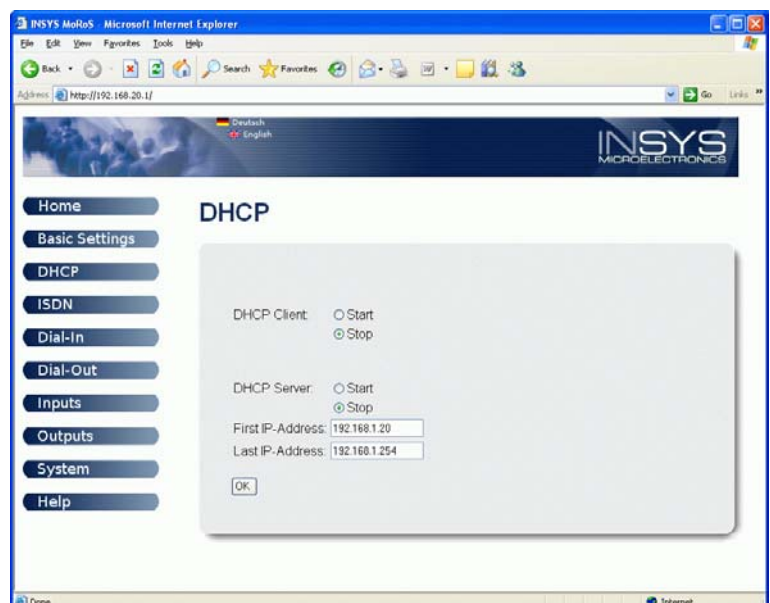 INSYS MoRoS - Microsoft Internet Explorer
File Edit View Favorites Tools Help
Back Search Favorites
Address http://192.168.20.1/ Go Links »
Deutsch
English
INSYS
MICROELECTRONICS
Home
Basic Settings
DHCP
ISDN
Dial-In
Dial-Out
Inputs
Outputs
System
Help
DHCP
DHCP Client: Start
Stop
DHCP Server: Start
Stop
First IP-Address: 192.168.1.20
Last IP-Address: 192.168.1.254
OK
Done Internet